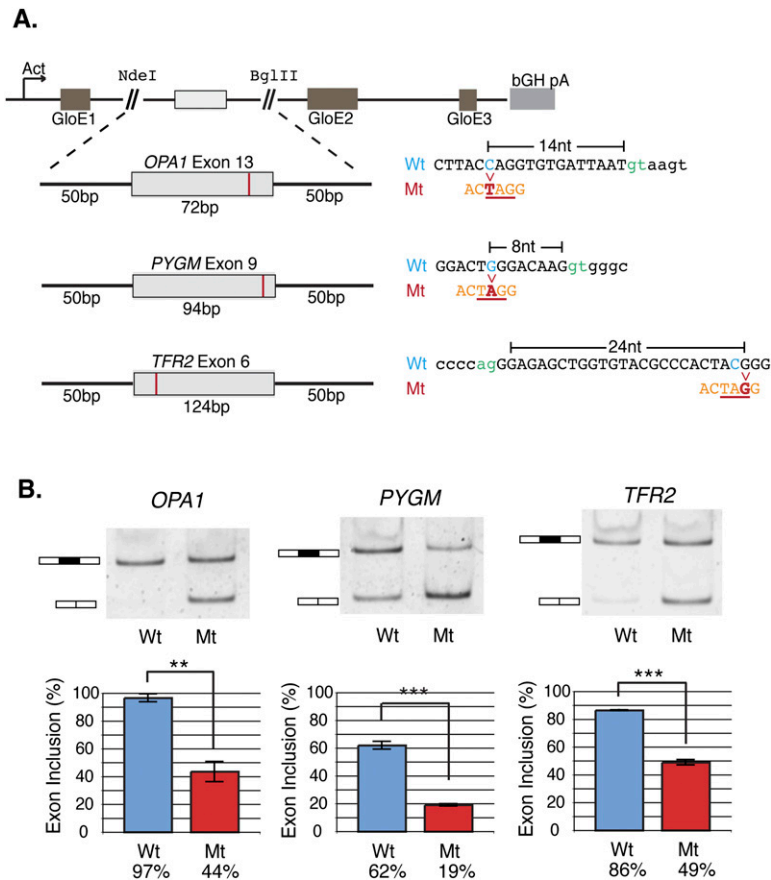 A.
Act
NdeI
BglII
bGH pA
GloE1
GloE2
GloE3
OPA1 Exon 13
50bp
72bp
50bp
14nt
Wt CTTACCAGGTGTGATTAATgtaagt
Mt ACTAGG
PYGM Exon 9
50bp
94bp
50bp
8nt
Wt GGACTGGGACAAGgtgggc
Mt ACTAGG
TFR2 Exon 6
50bp
124bp
50bp
24nt
Wt ccccagGGAGAGCTGGTGTACGCCCACTACGGG
Mt ACTAGG
B.
OPA1
PYGM
TFR2
Wt Mt
Wt Mt
Wt Mt
Exon Inclusion (%)
100
80
60
40
20
0
**
Wt Mt
97% 44%
Exon Inclusion (%)
100
80
60
40
20
0
***
Wt Mt
62% 19%
Exon Inclusion (%)
100
80
60
40
20
0
***
Wt Mt
86% 49%